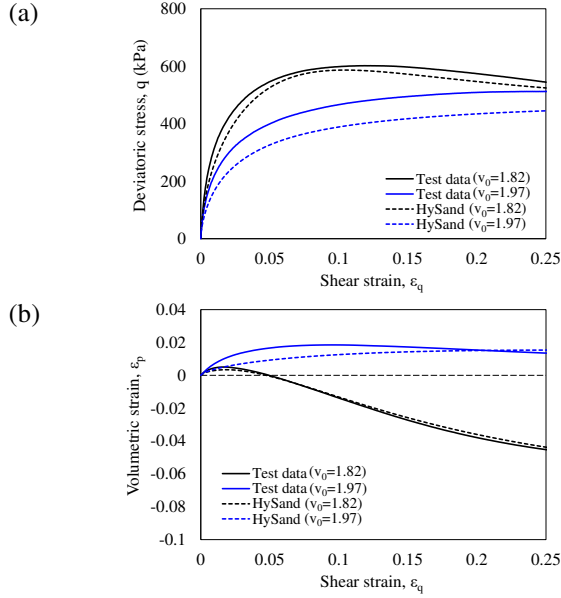 (a)
800
600
400
200
0
Deviatoric stress, q (kPa)
Test data (v₀=1.82)
Test data (v₀=1.97)
HySand (v₀=1.82)
HySand (v₀=1.97)
0 0.05 0.1 0.15 0.2 0.25
Shear strain, εq
(b)
0.04
0.02
0
-0.02
-0.04
-0.06
-0.08
-0.1
Volumetric strain, εp
Test data (v₀=1.82)
Test data (v₀=1.97)
HySand (v₀=1.82)
HySand (v₀=1.97)
0 0.05 0.1 0.15 0.2 0.25
Shear strain, εq